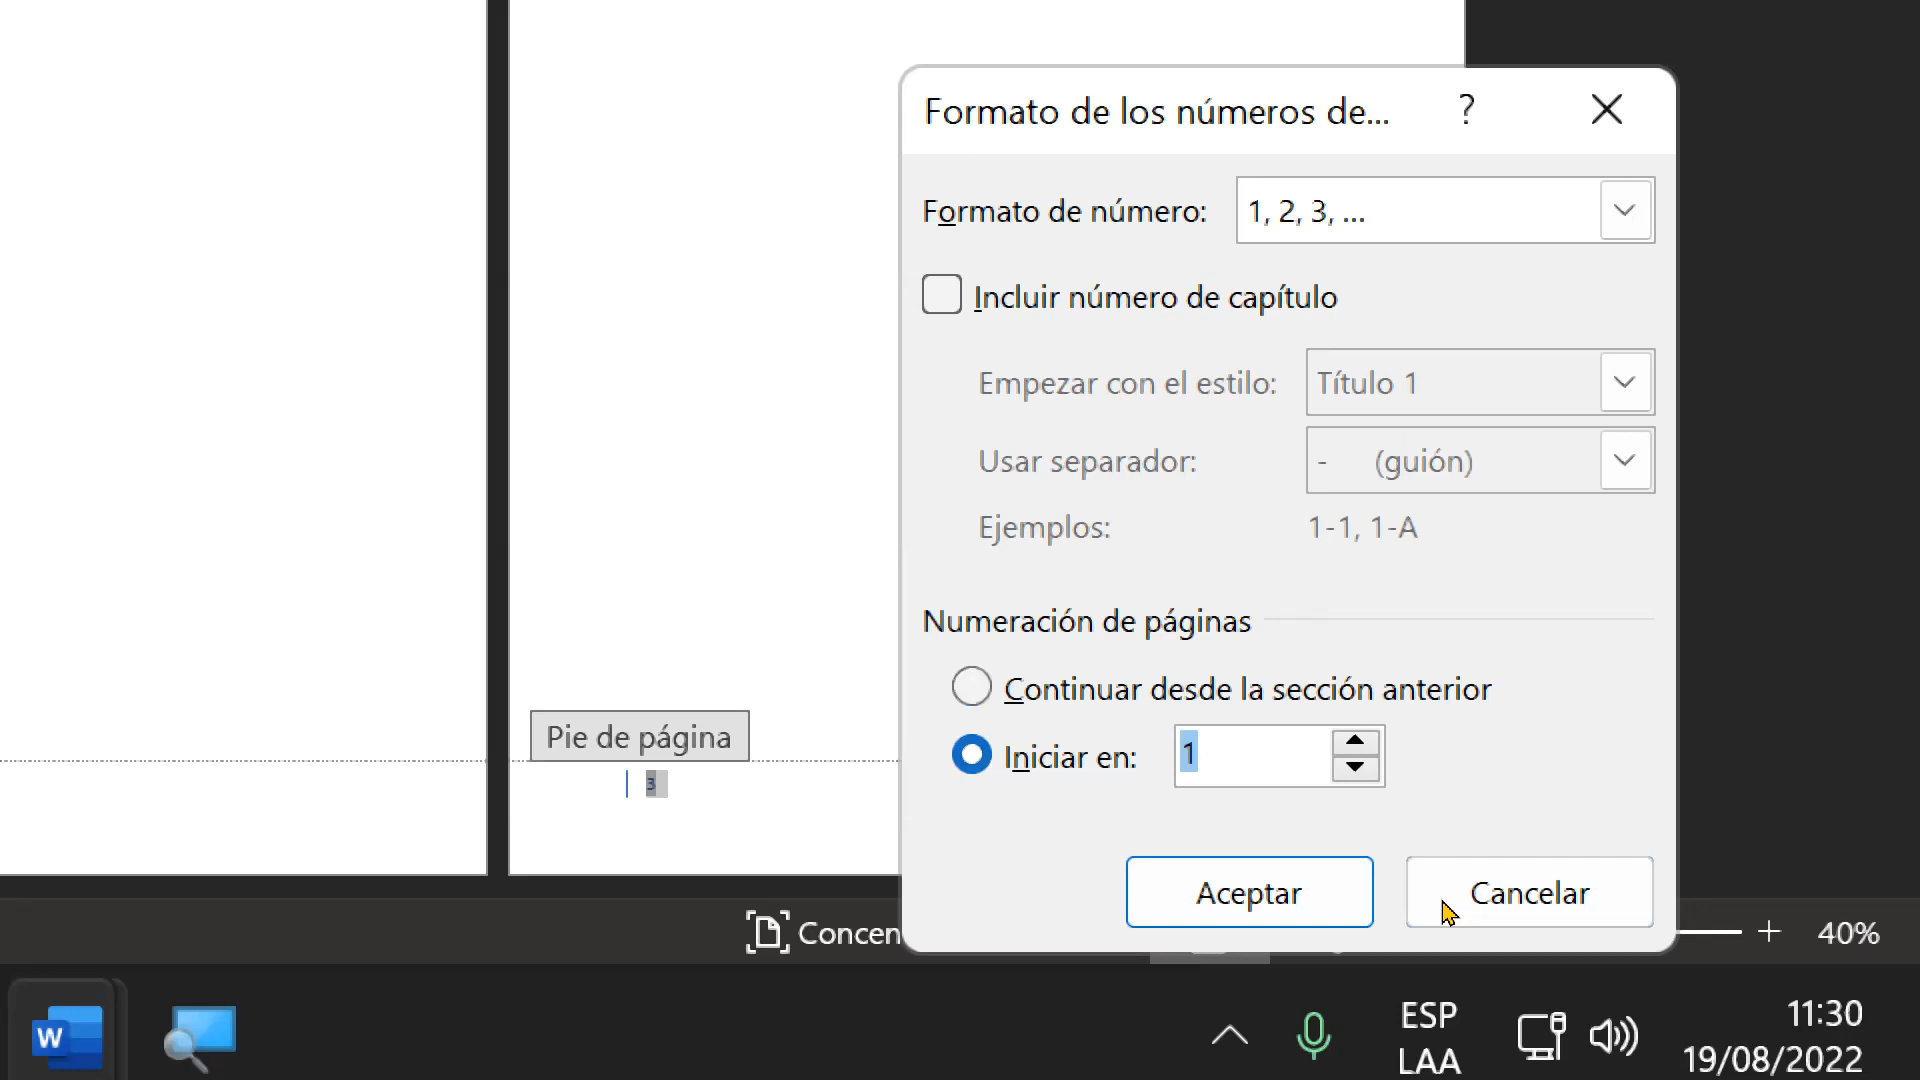 Formato de los números de... ?
Formato de número: 1, 2, 3, ...
Incluir número de capítulo
Empezar con el estilo: Título 1
Usar separador: - (guión)
Ejemplos: 1-1, 1-A
Numeración de páginas
Continuar desde la sección anterior
Iniciar en: 1
Pie de página
3
Aceptar Cancelar
Concen
40%
W
ESP
LAA
11:30
19/08/2022